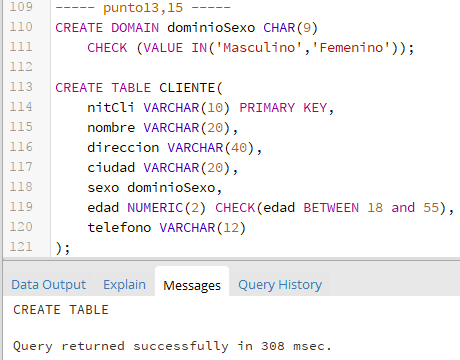 109 ----- punto13,15 -----
110 CREATE DOMAIN dominioSexo CHAR(9)
111     CHECK (VALUE IN('Masculino','Femenino'));
112
113 CREATE TABLE CLIENTE(
114     nitCli VARCHAR(10) PRIMARY KEY,
115     nombre VARCHAR(20),
116     direccion VARCHAR(40),
117     ciudad VARCHAR(20),
118     sexo dominioSexo,
119     edad NUMERIC(2) CHECK(edad BETWEEN 18 and 55),
120     telefono VARCHAR(12)
121 );
Data Output Explain Messages Query History
CREATE TABLE
Query returned successfully in 308 msec.